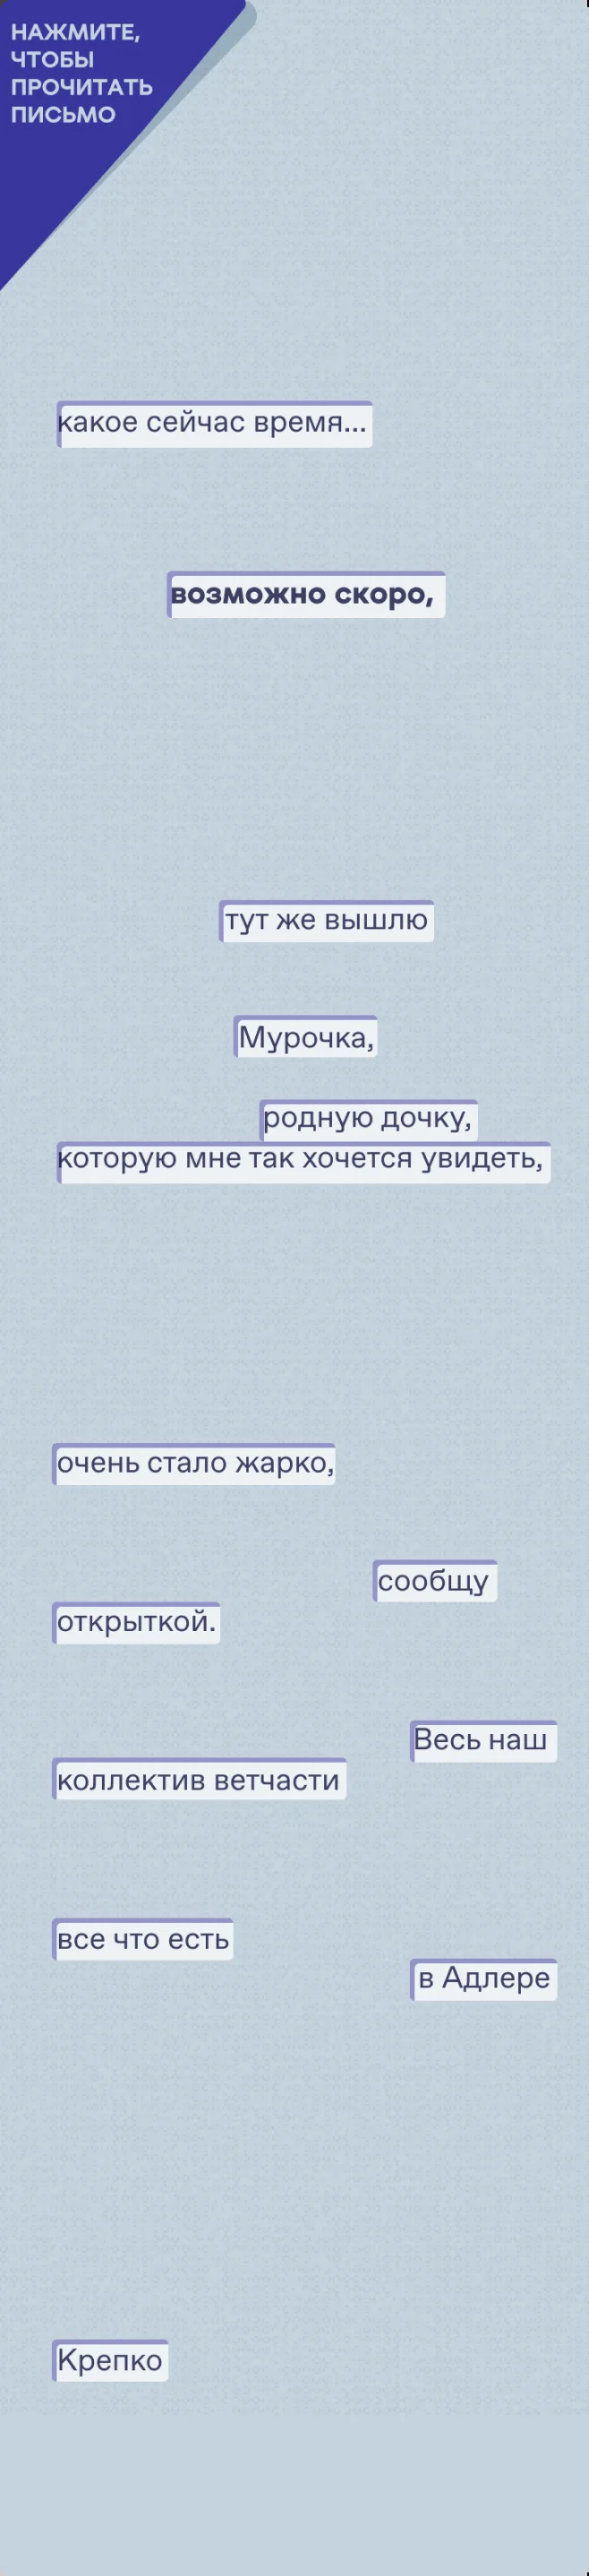 НАЖМИТЕ,
ЧТОБЫ
ПРОЧИТАТЬ
ПИСЬМО
какое сейчас время...
возможно скоро,
тут же вышлю
Мурочка,
родную дочку,
которую мне так хочется увидеть,
очень стало жарко,
сообщу
открыткой.
Весь наш
коллектив ветчасти
все что есть
в Адлере
Крепко